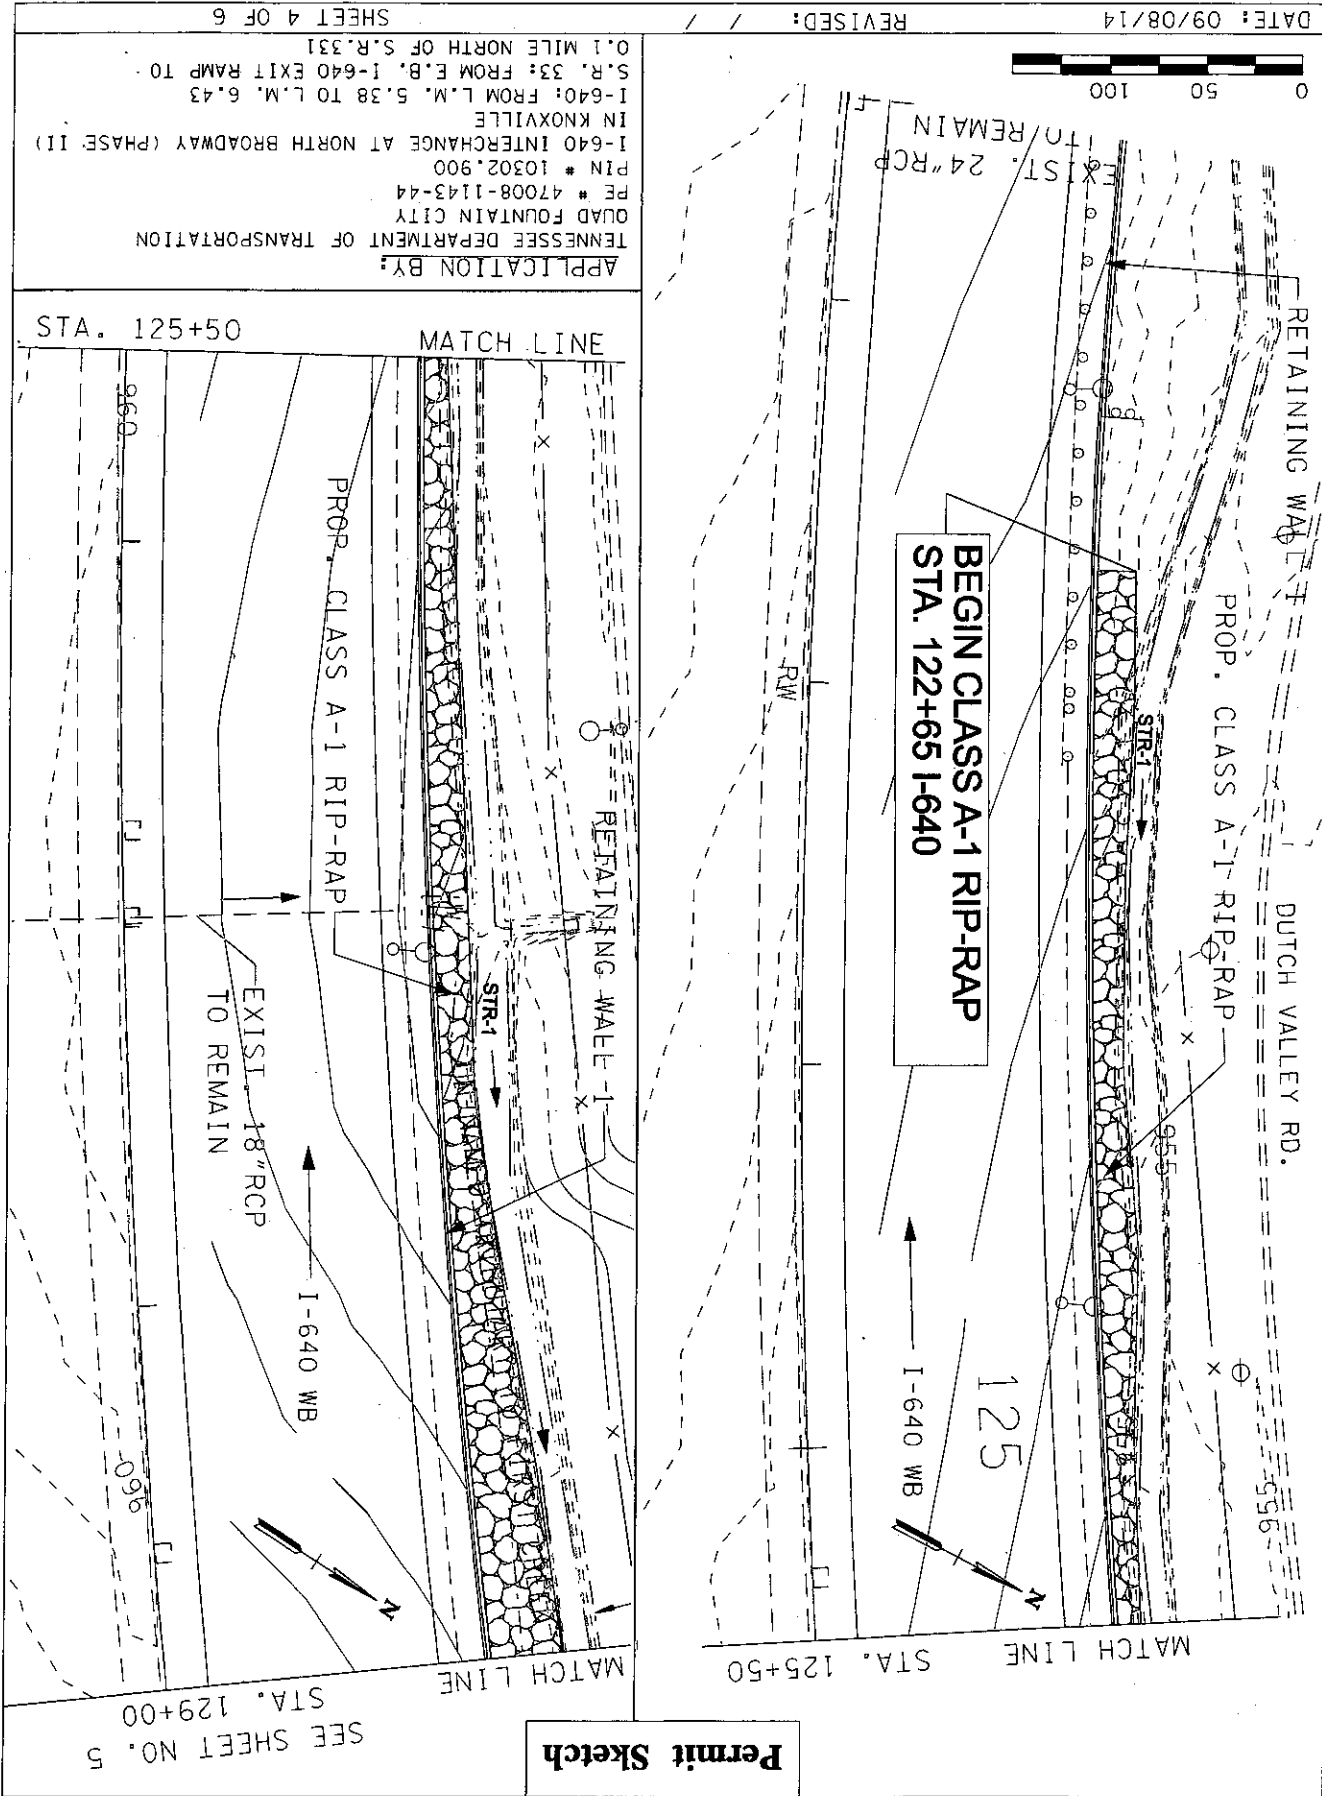 Permit Sketch
SEE SHEET NO. 5
MATCH LINE
STA. 129+00
MATCH LINE
STA. 125+50
955
125
I-640 WB
955
DUTCH VALLEY RD.
PROP. CLASS A-1 RIP-RAP
STR-1
BEGIN CLASS A-1 RIP-RAP
STA. 122+65 I-640
RW
RETAINING WALL 1
EXIST. 24"RCP
TO REMAIN
N
960
I-640 WB
EXIST. 18"RCP
TO REMAIN
STR-1
RETAINING WALL 1
PROP. CLASS A-1 RIP-RAP
960
N
MATCH LINE
STA. 125+50
APPLICATION BY:
TENNESSEE DEPARTMENT OF TRANSPORTATION
QUAD FOUNTAIN CITY
PE # 47008-1143-44
PIN # 10302.900
I-640 INTERCHANGE AT NORTH BROADWAY (PHASE II)
IN KNOXVILLE
I-640: FROM L.M. 5.38 TO L.M. 6.43
S.R. 33: FROM E.B. I-640 EXIT RAMP TO
0.1 MILE NORTH OF S.R.331
0 50 100
DATE: 09/08/14 REVISED: / / SHEET 4 OF 6